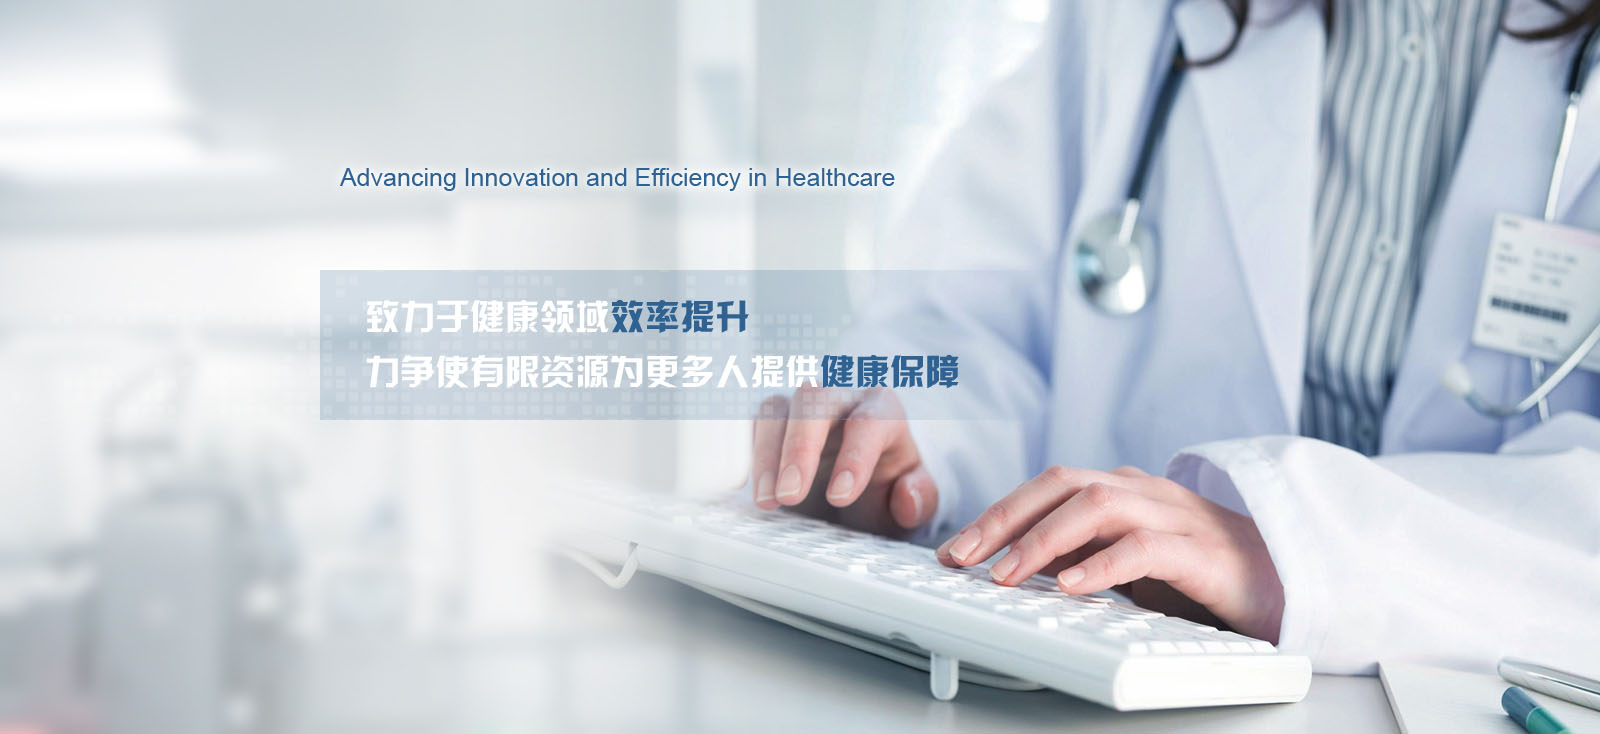 Advancing Innovation and Efficiency in Healthcare
致力于健康领域效率提升
力争使有限资源为更多人提供健康保障